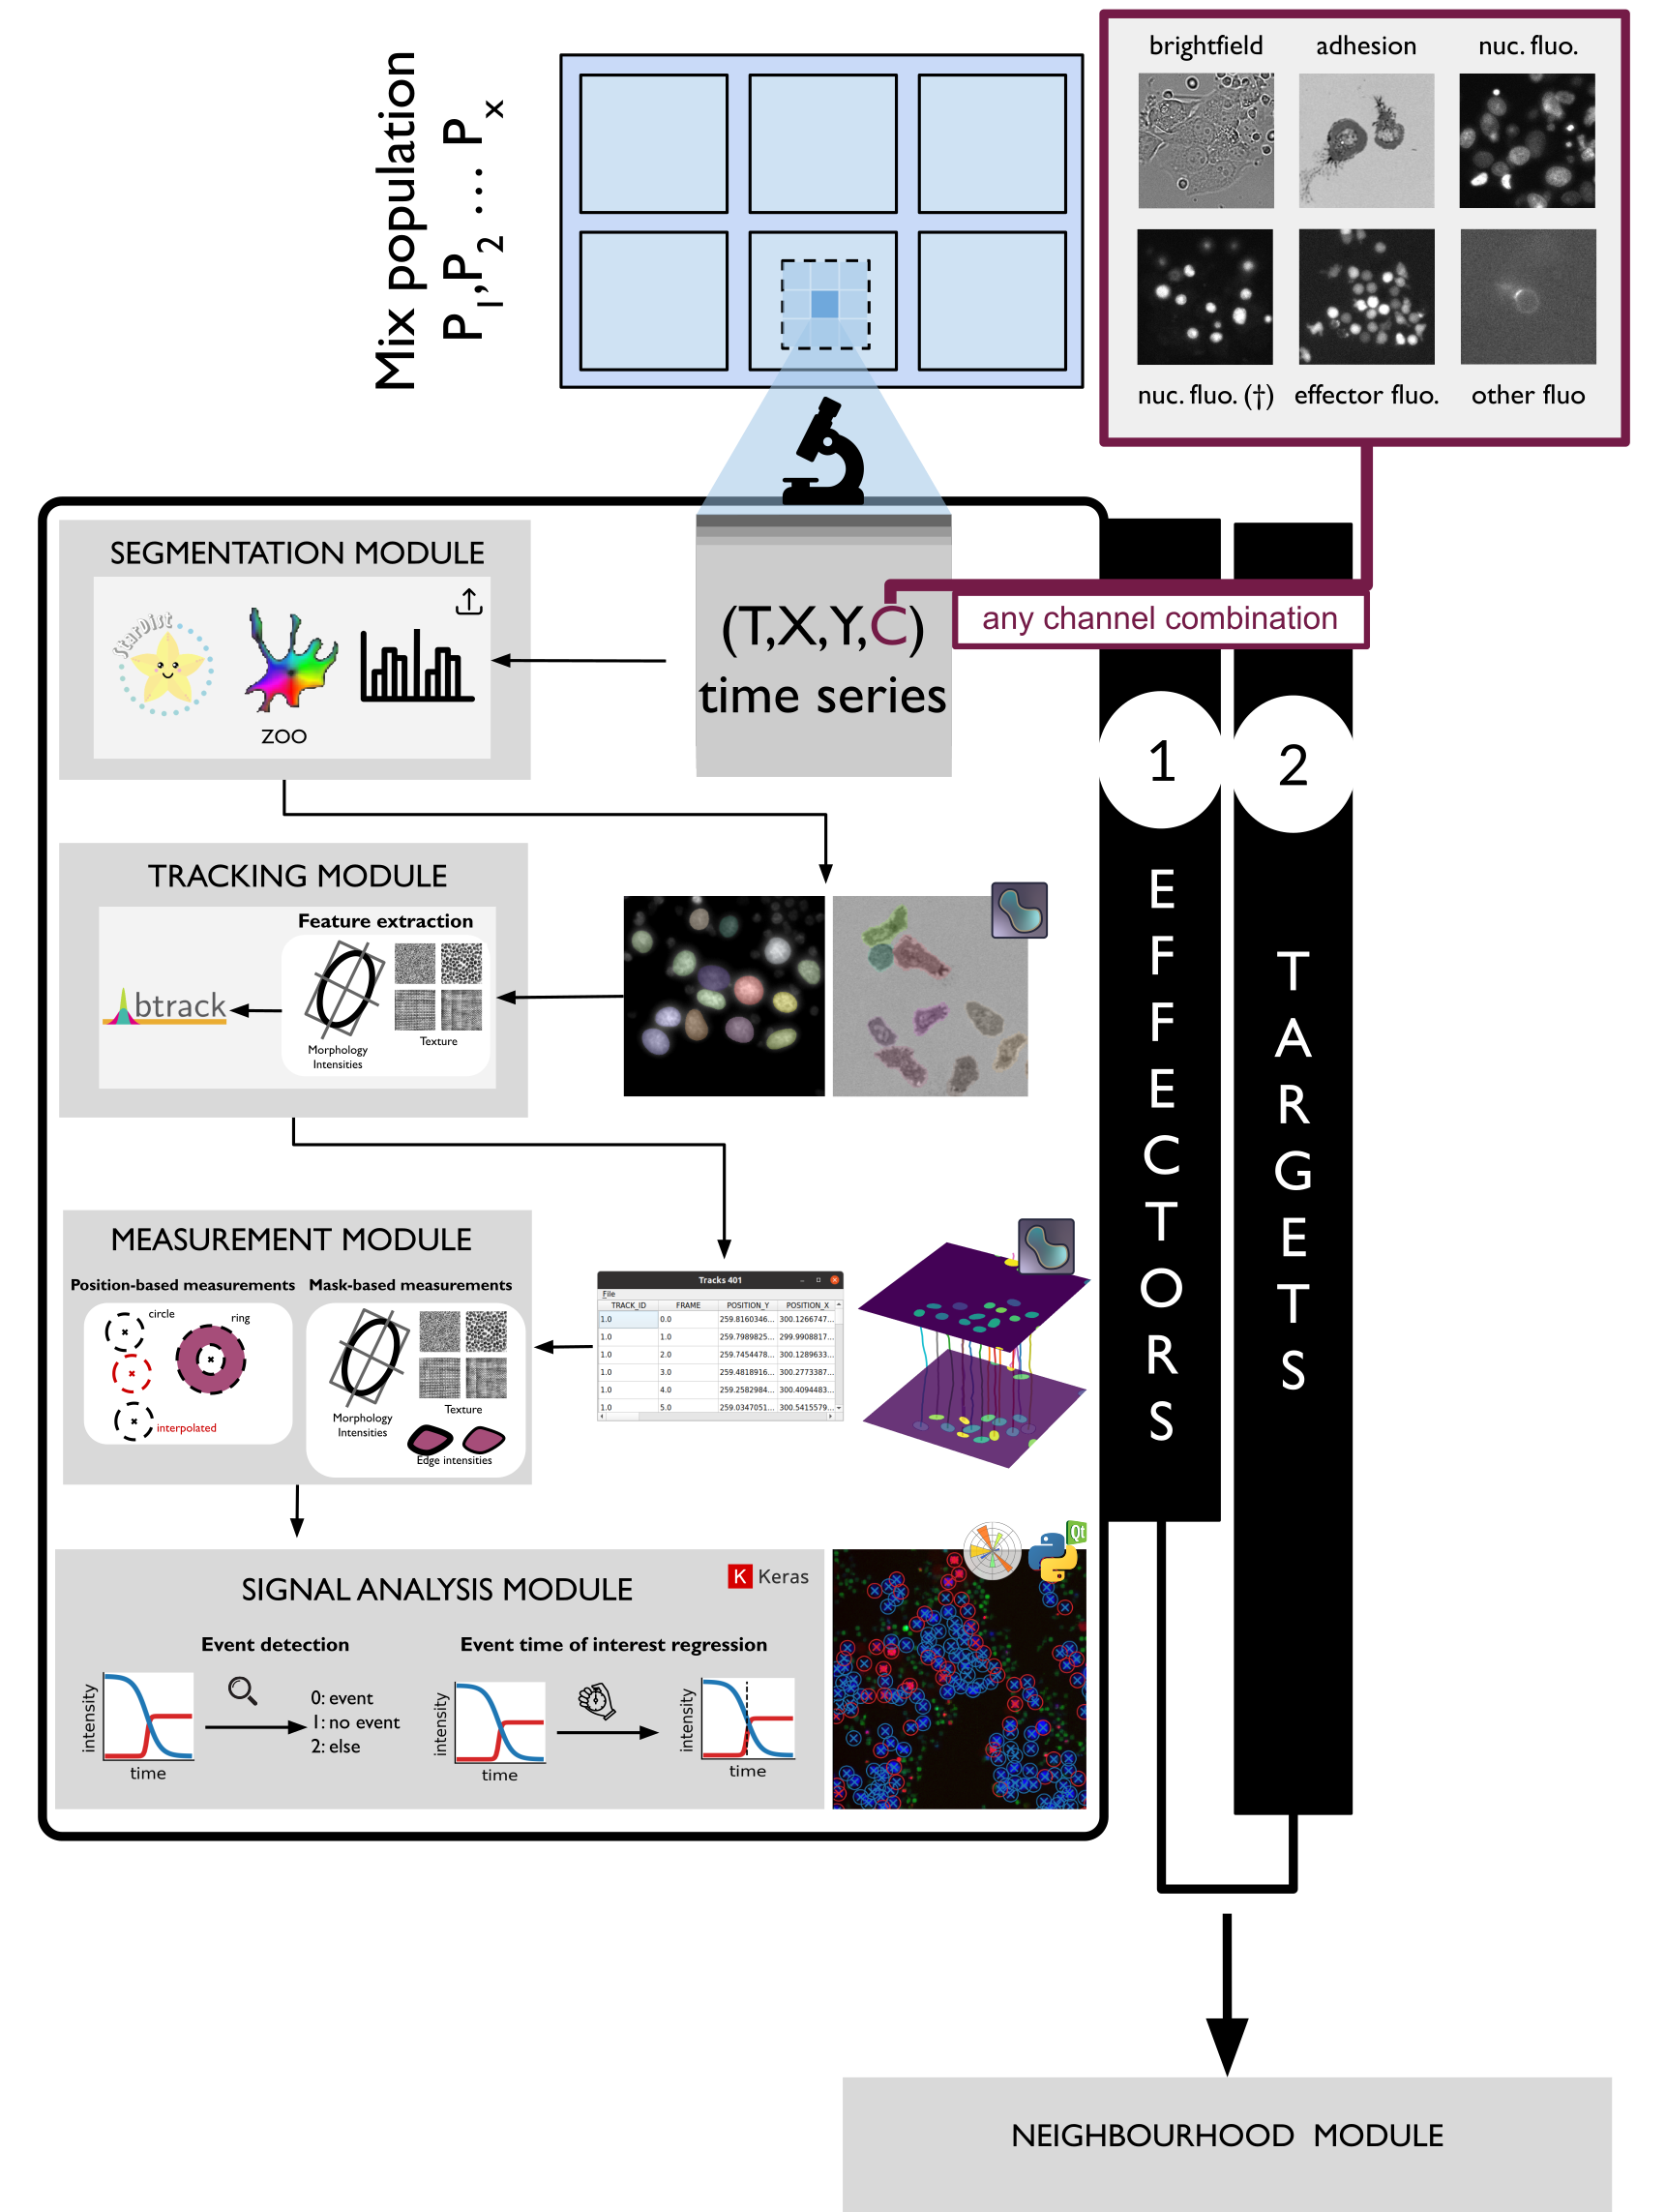 Mix population
P1,P2 ... Px
brightfield adhesion nuc. fluo.
nuc. fluo. (†) effector fluo. other fluo
SEGMENTATION MODULE
StarDist
ZOO
(T,X,Y,C)
time series
any channel combination
1
EFFECTORS
2
TARGETS
TRACKING MODULE
Feature extraction
btrack
Morphology
Intensities
Texture
MEASUREMENT MODULE
Position-based measurements
circle
ring
interpolated
Mask-based measurements
Morphology
Intensities
Texture
Edge intensities
Tracks 401
File
TRACK_ID FRAME POSITION_Y POSITION_X
1.0 0.0 259.8160346... 300.1266747...
1.0 1.0 259.7989825... 299.9908817...
1.0 2.0 259.7454478... 300.1289633...
1.0 3.0 259.4818916... 300.2773387...
1.0 4.0 259.2582984... 300.4094483...
1.0 5.0 259.0347051... 300.5415579...
SIGNAL ANALYSIS MODULE
K Keras
Qt
Event detection
intensity
time
0: event
1: no event
2: else
Event time of interest regression
intensity
time
intensity
time
NEIGHBOURHOOD MODULE